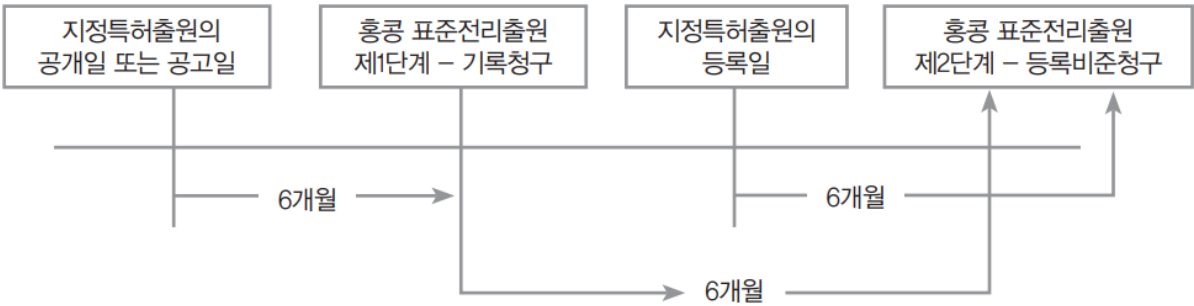 지정특허출원의
공개일 또는 공고일
홍콩 표준전리출원
제1단계 – 기록청구
지정특허출원의
등록일
홍콩 표준전리출원
제2단계 – 등록비준청구
6개월
6개월
6개월